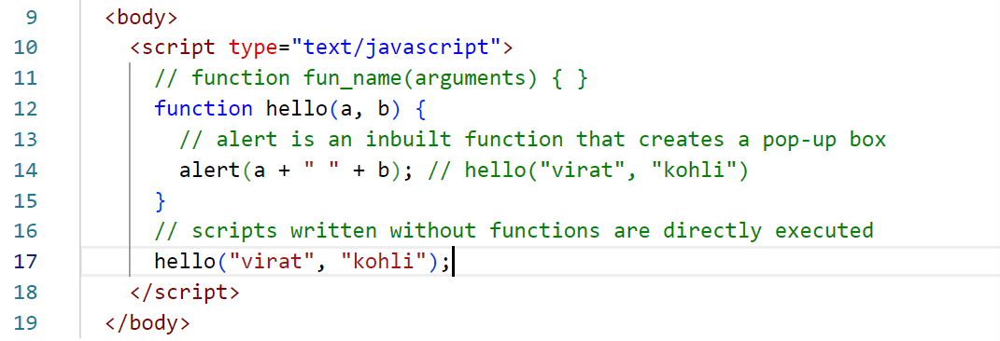 9 <body>
10 <script type="text/javascript">
11 // function fun_name(arguments) { }
12 function hello(a, b) {
13 // alert is an inbuilt function that creates a pop-up box
14 alert(a + " " + b); // hello("virat", "kohli")
15 }
16 // scripts written without functions are directly executed
17 hello("virat", "kohli");
18 </script>
19 </body>